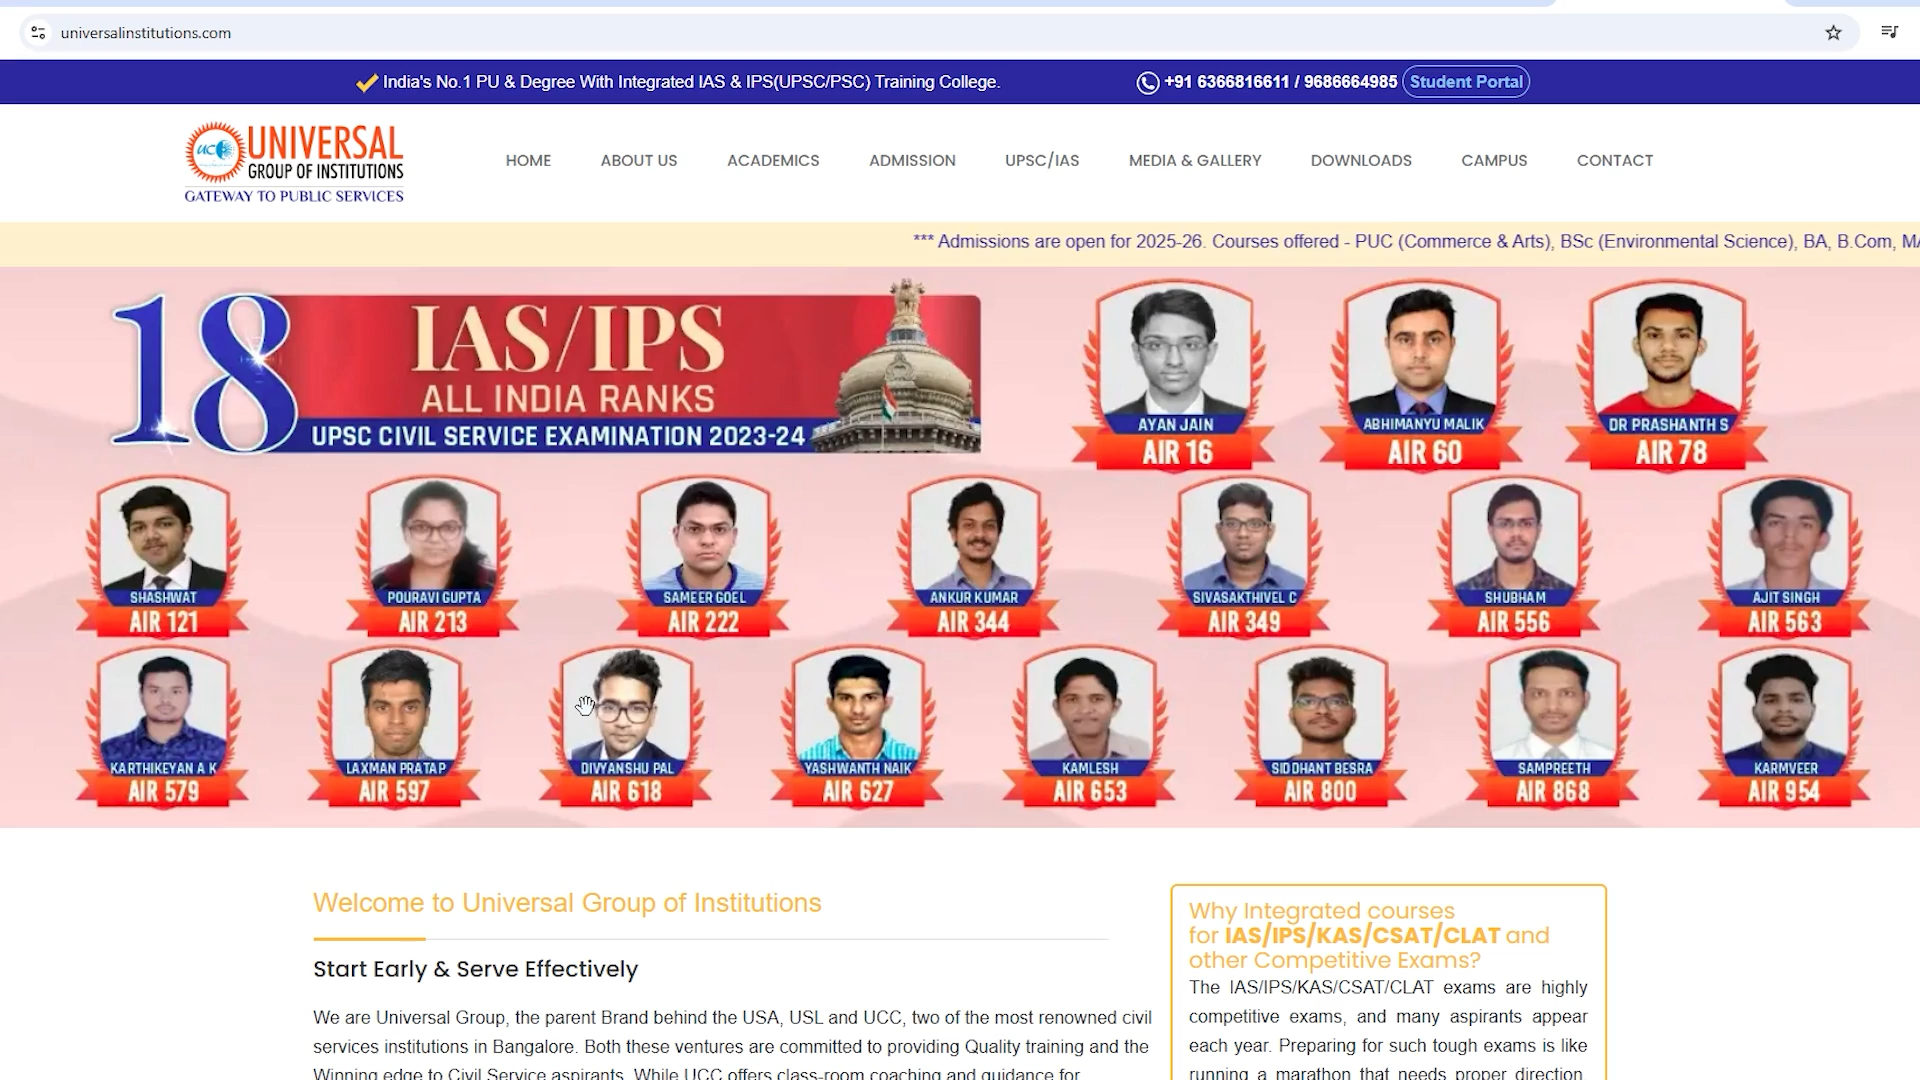 universalinstitutions.com
India's No.1 PU & Degree With Integrated IAS & IPS(UPSC/PSC) Training College.
+91 6366816611 / 9686664985 Student Portal
UC
UNIVERSAL
GROUP OF INSTITUTIONS
GATEWAY TO PUBLIC SERVICES
HOME ABOUT US ACADEMICS ADMISSION UPSC/IAS MEDIA & GALLERY DOWNLOADS CAMPUS CONTACT
*** Admissions are open for 2025-26. Courses offered - PUC (Commerce & Arts), BSc (Environmental Science), BA, B.Com, MA
18 IAS/IPS
ALL INDIA RANKS
UPSC CIVIL SERVICE EXAMINATION 2023-24
AYAN JAIN ABHIMANYU MALIK DR PRASHANTH S
AIR 16 AIR 60 AIR 78
SHASHWAT POURAVI GUPTA SAMEER GOEL ANKUR KUMAR SIVASAKTHIVEL C SHUBHAM AJIT SINGH
AIR 121 AIR 213 AIR 222 AIR 344 AIR 349 AIR 556 AIR 563
KARTHIKEYAN A K LAXMAN PRATAP DIVYANSHU PAL YASHWANTH NAIK KAMLESH SIDDHANT BESRA SAMPREETH KARMVEER
AIR 579 AIR 597 AIR 618 AIR 627 AIR 653 AIR 800 AIR 868 AIR 954
Welcome to Universal Group of Institutions
Start Early & Serve Effectively
We are Universal Group, the parent Brand behind the USA, USL and UCC, two of the most renowned civil
services institutions in Bangalore. Both these ventures are committed to providing Quality training and the
Winning edge to Civil Service aspirants. While UCC offers class-room coaching and guidance for
Why Integrated courses
for IAS/IPS/KAS/CSAT/CLAT and
other Competitive Exams?
The IAS/IPS/KAS/CSAT/CLAT exams are highly
competitive exams, and many aspirants appear
each year. Preparing for such tough exams is like
running a marathon that needs proper direction,